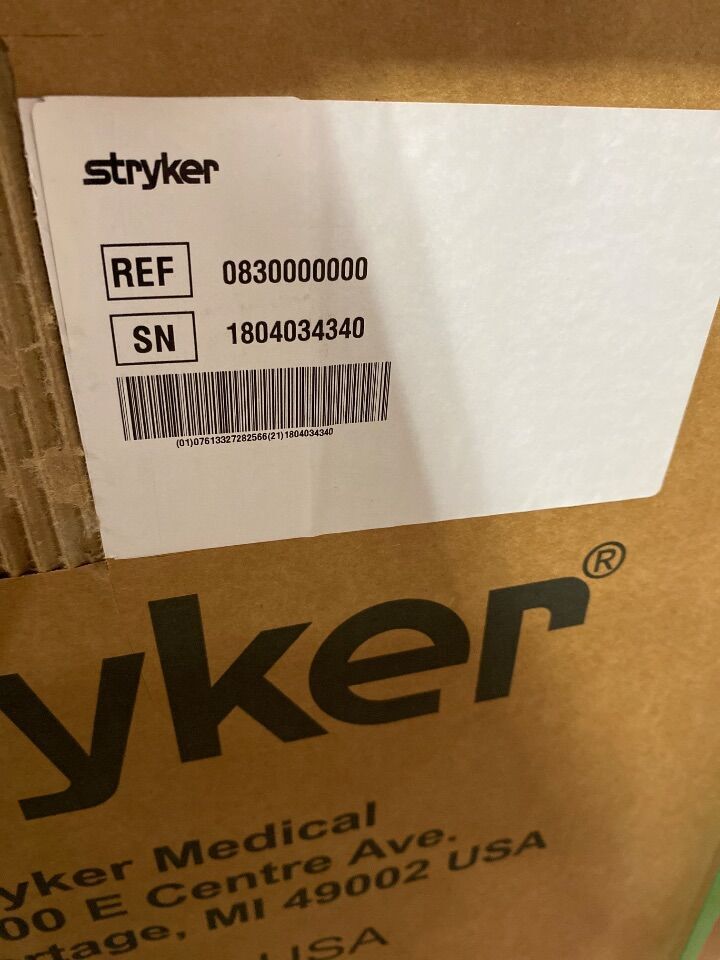 stryker
REF 0830000000
SN 1804034340
(01)07613327282566(21)1804034340
yker®
yker Medical
00 E Centre Ave.
rtage, MI 49002 USA
USA